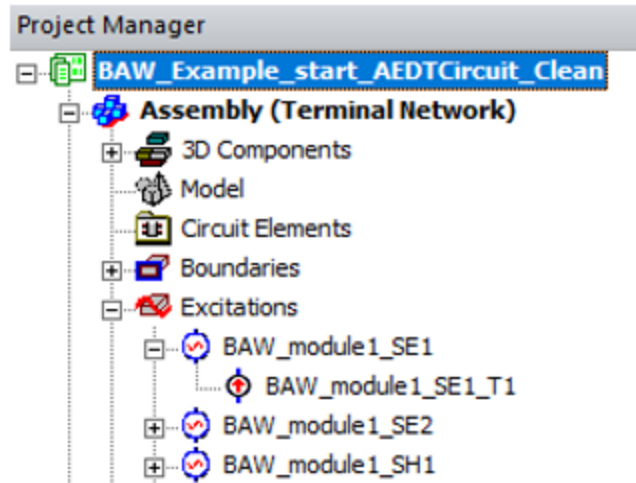 Project Manager
BAW_Example_start_AEDTCircuit_Clean
Assembly (Terminal Network)
3D Components
Model
Circuit Elements
Boundaries
Excitations
BAW_module1_SE1
BAW_module1_SE1_T1
BAW_module1_SE2
BAW_module1_SH1